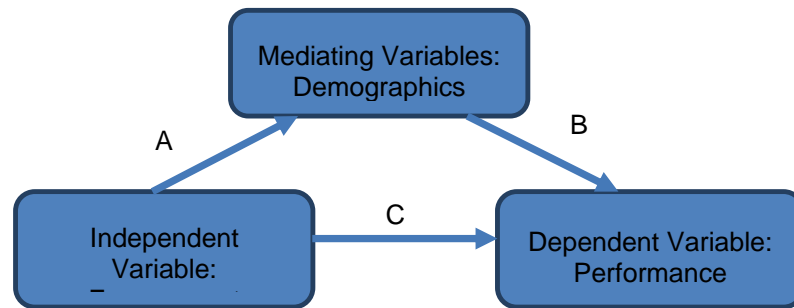 Mediating Variables:
Demographics
A
B
C
Independent
Variable:
Dependent Variable:
Performance